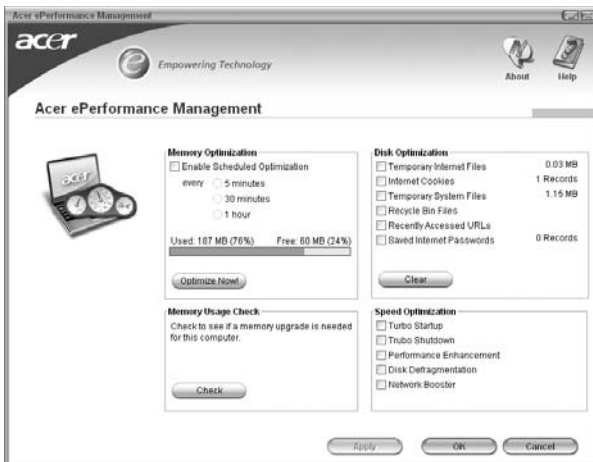 Acer ePerformance Management
acer
e Empowering Technology
About Help
Acer ePerformance Management
Memory Optimization
Enable Scheduled Optimization
every 5 minutes
30 minutes
1 hour
Used: 187 MB (76%) Free: 60 MB (24%)
Optimize Now!
Disk Optimization
Temporary Internet Files 0.03 MB
Internet Cookies 1 Records
Temporary System Files 1.15 MB
Recycle Bin Files
Recently Accessed URLs
Saved Internet Passwords 0 Records
Clear
Memory Usage Check
Check to see if a memory upgrade is needed
for this computer.
Check
Speed Optimization
Turbo Startup
Trubo Shutdown
Performance Enhancement
Disk Defragmentation
Network Booster
Apply OK Cancel